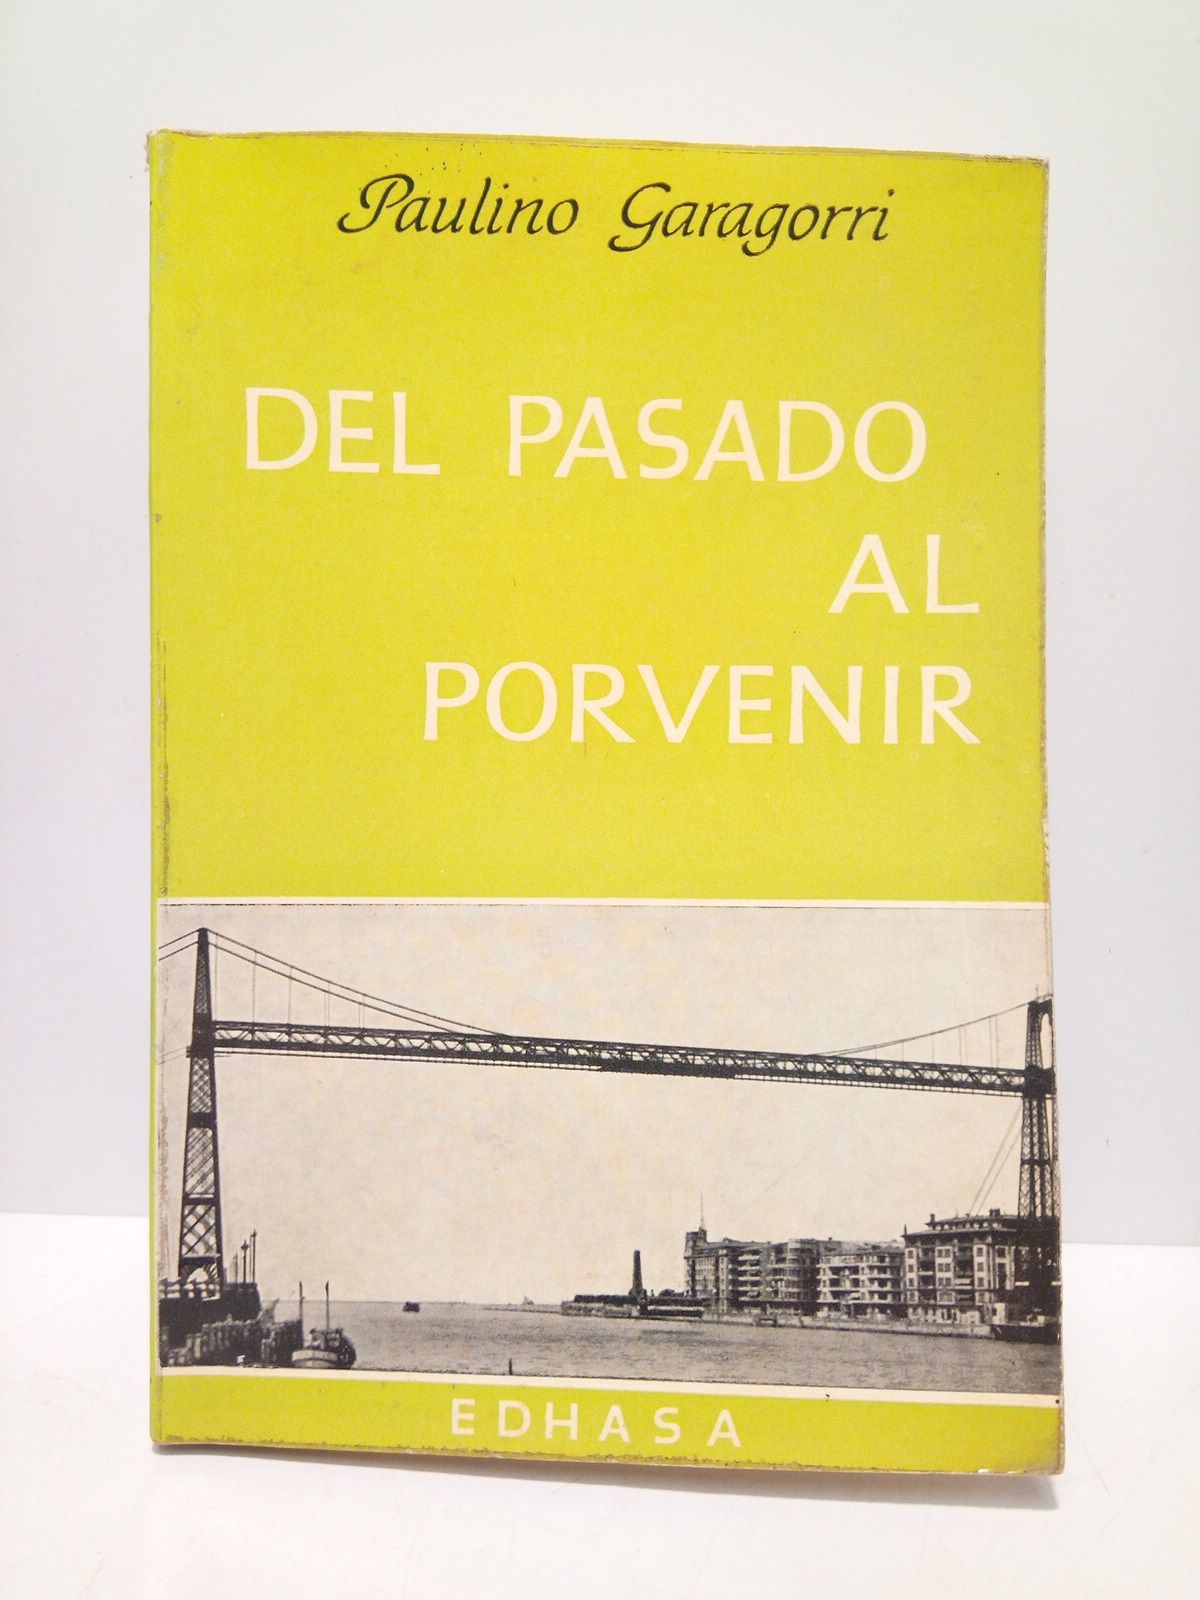 Paulino Garagorri
DEL PASADO
AL
PORVENIR
EDHASA